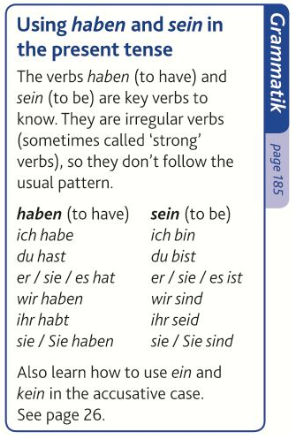 Using haben and sein in
the present tense
The verbs haben (to have) and
sein (to be) are key verbs to
know. They are irregular verbs
(sometimes called ‘strong’
verbs), so they don’t follow the
usual pattern.
haben (to have) sein (to be)
ich habe ich bin
du hast du bist
er / sie / es hat er / sie / es ist
wir haben wir sind
ihr habt ihr seid
sie / Sie haben sie / Sie sind
Also learn how to use ein and
kein in the accusative case.
See page 26.
Grammatik
page 185